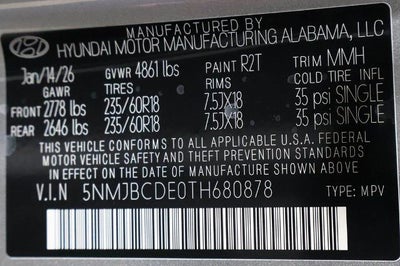 MANUFACTURED BY
HYUNDAI MOTOR MANUFACTURING ALABAMA, LLC
Jan/14/26 GVWR 4861 lbs PAINT R2T TRIM MMH
GAWR TIRES RIMS COLD TIRE INFL
FRONT 2778 lbs 235/60R18 7.5JX18 35 psi SINGLE
REAR 2646 lbs 235/60R18 7.5JX18 35 psi SINGLE
THIS VEHICLE CONFORMS TO ALL APPLICABLE U.S.A. FEDERAL
MOTOR VEHICLE SAFETY AND THEFT PREVENTION STANDARDS
IN EFFECT ON THE DATE OF MANUFACTURE SHOWN ABOVE.
V.I.N 5NMJBCDE0TH680878 TYPE: MPV